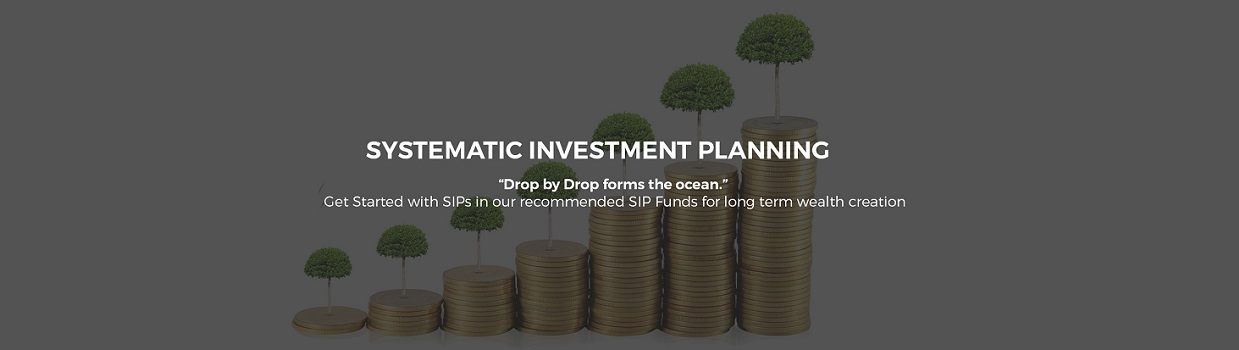 SYSTEMATIC INVESTMENT PLANNING
“Drop by Drop forms the ocean.”
Get Started with SIPs in our recommended SIP Funds for long term wealth creation